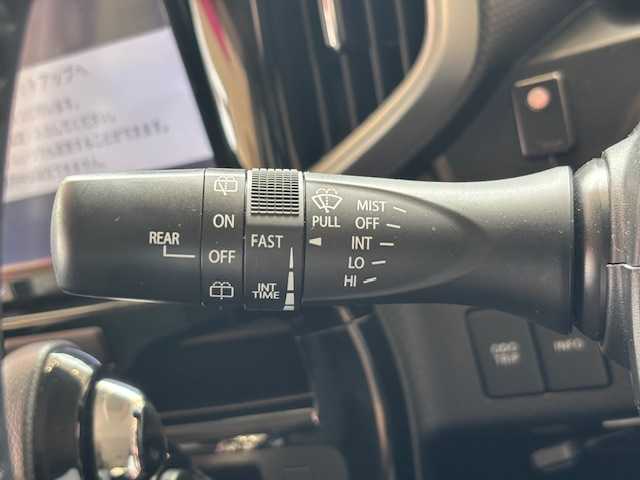 REAR
ON
OFF
FAST
INT
TIME
PULL
MIST
OFF
INT
LO
HI
ODO
TRIP
INFO